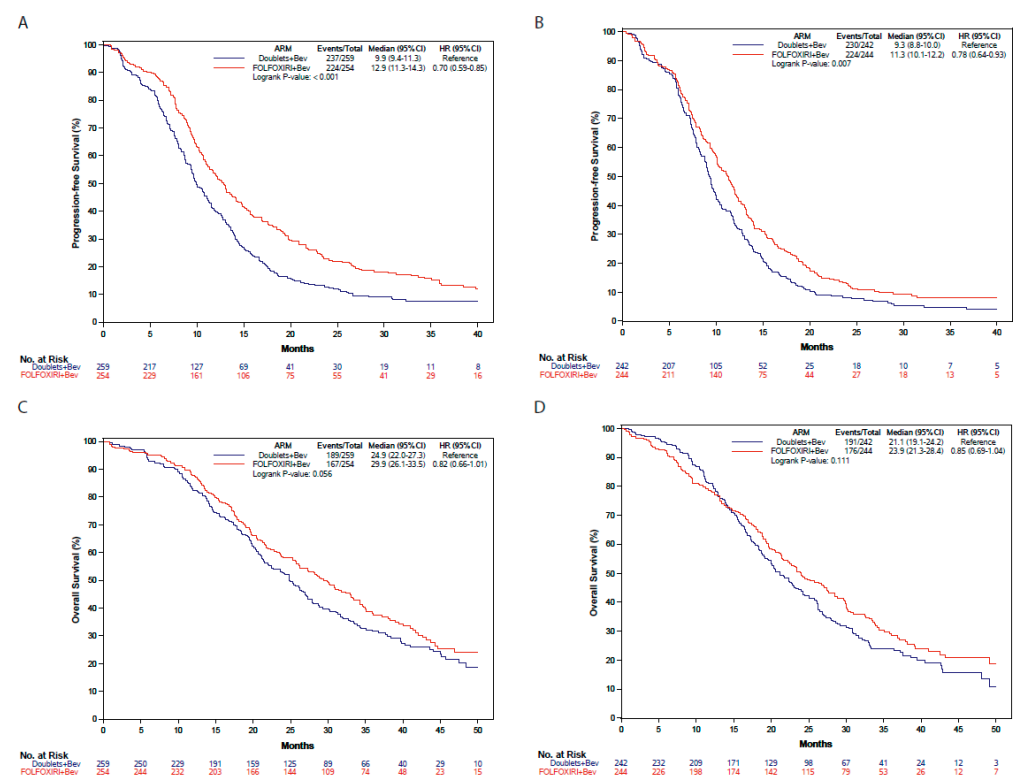 A
ARM Events/Total Median (95%CI) HR (95%CI)
Doublets+Bev 237/259 9.9 (9.4-11.3) Reference
FOLFOXIRI+Bev 224/254 12.9 (11.3-14.3) 0.70 (0.59-0.85)
Logrank P-value: < 0.001
Progression-free Survival (%)
100
90
80
70
60
50
40
30
20
10
0
0 5 10 15 20 25 30 35 40
Months
No. at Risk
Doublets+Bev 259 217 127 69 41 30 19 11 8
FOLFOXIRI+Bev 254 229 161 106 75 55 41 29 16
B
ARM Events/Total Median (95%CI) HR (95%CI)
Doublets+Bev 230/242 9.3 (8.8-10.0) Reference
FOLFOXIRI+Bev 224/244 11.3 (10.1-12.2) 0.78 (0.64-0.93)
Logrank P-value: 0.007
Progression-free Survival (%)
100
90
80
70
60
50
40
30
20
10
0
0 5 10 15 20 25 30 35 40
Months
No. at Risk
Doublets+Bev 242 207 105 52 25 18 10 7 5
FOLFOXIRI+Bev 244 211 140 75 44 27 18 13 5
C
ARM Events/Total Median (95%CI) HR (95%CI)
Doublets+Bev 189/259 24.9 (22.0-27.3) Reference
FOLFOXIRI+Bev 167/254 29.9 (26.1-33.5) 0.82 (0.66-1.01)
Logrank P-value: 0.056
Overall Survival (%)
100
90
80
70
60
50
40
30
20
10
0
0 5 10 15 20 25 30 35 40 45 50
Months
No. at Risk
Doublets+Bev 259 250 229 191 159 125 89 66 40 29 10
FOLFOXIRI+Bev 254 244 232 203 166 144 109 74 48 23 15
D
ARM Events/Total Median (95%CI) HR (95%CI)
Doublets+Bev 191/242 21.1 (19.1-24.2) Reference
FOLFOXIRI+Bev 176/244 23.9 (21.3-28.4) 0.85 (0.69-1.04)
Logrank P-value: 0.111
Overall Survival (%)
100
90
80
70
60
50
40
30
20
10
0
0 5 10 15 20 25 30 35 40 45 50
Months
No. at Risk
Doublets+Bev 242 232 209 171 129 98 67 41 24 12 3
FOLFOXIRI+Bev 244 226 198 174 142 115 79 53 26 12 7